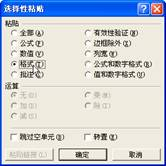 选择性粘贴
粘贴
全部(A) 有效性验证(N)
公式(F) 边框除外(X)
数值(V) 列宽(W)
格式(T) 公式和数字格式(R)
批注(C) 值和数字格式(U)
运算
无(O) 乘(M)
加(D) 除(I)
减(S)
跳过空单元(B) 转置(E)
粘贴链接(L) 确定 取消